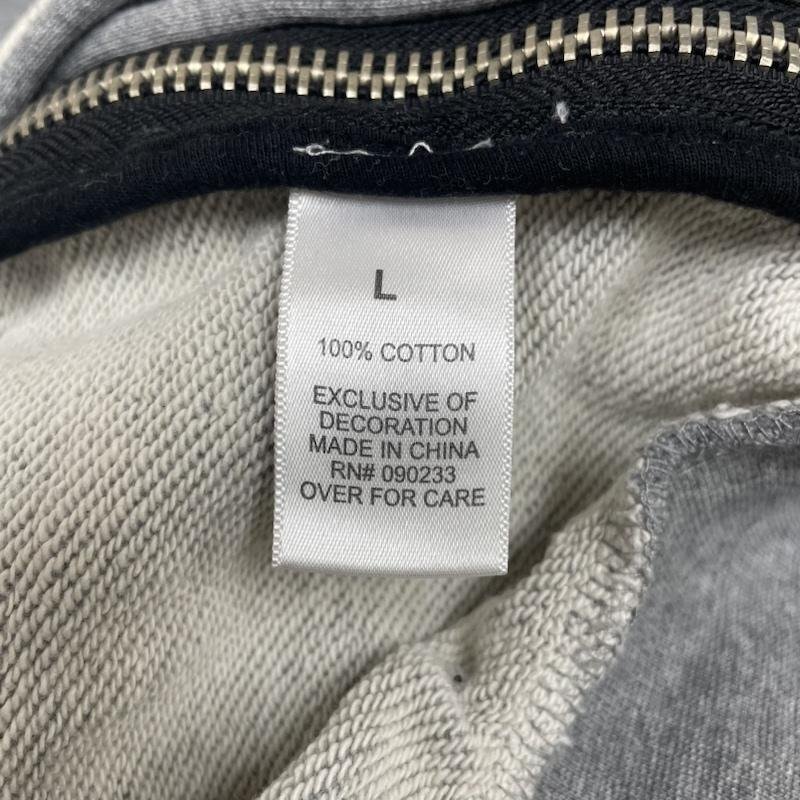 L
100% COTTON
EXCLUSIVE OF
DECORATION
MADE IN CHINA
RN# 090233
OVER FOR CARE